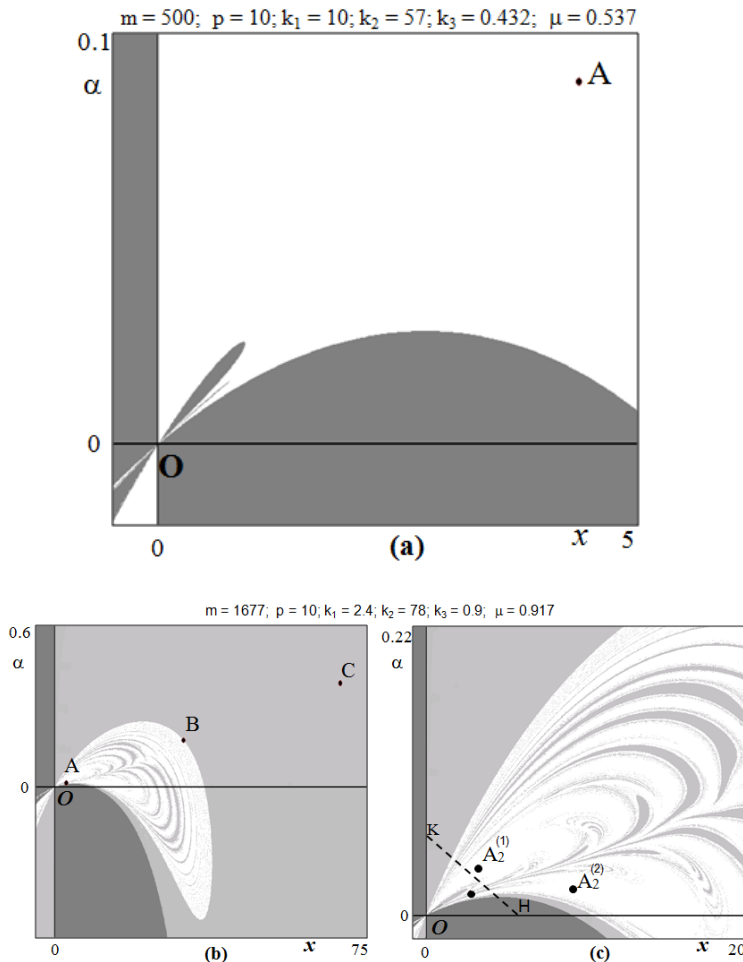 m = 500; p = 10; k₁ = 10; k₂ = 57; k₃ = 0.432; μ = 0.537
0.1
α
A
0
O
0
(a)
x
5
m = 1677; p = 10; k₁ = 2.4; k₂ = 78; k₃ = 0.9; μ = 0.917
0.6
α
C
B
A
0
O
0
(b)
x
75
0.22
α
K
A₂⁽¹⁾
A₂⁽²⁾
H
0
O
0
(c)
x
20